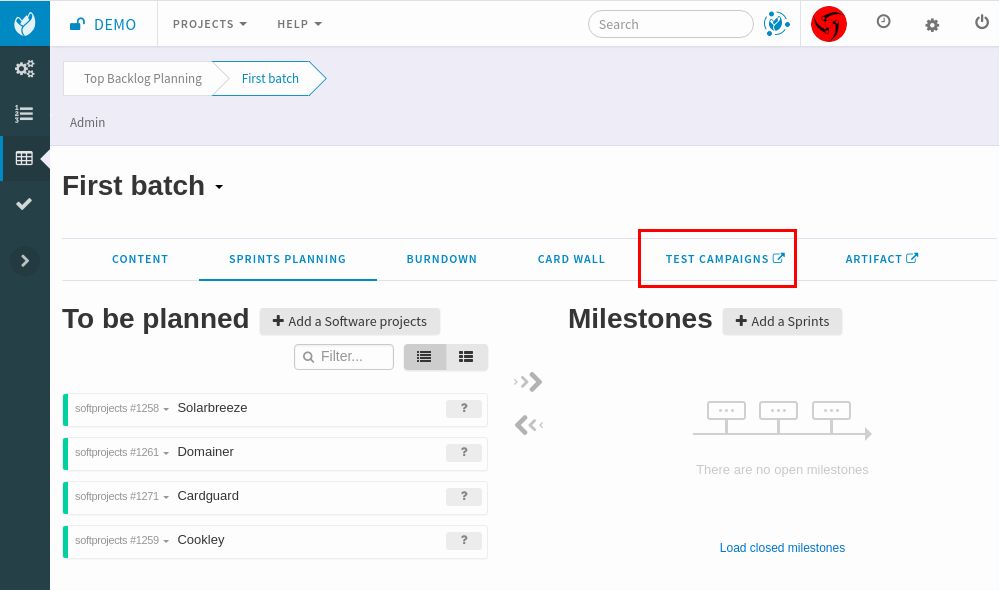 DEMO
PROJECTS
HELP
Search
Top Backlog Planning
First batch
Admin
First batch
CONTENT
SPRINTS PLANNING
BURNDOWN
CARD WALL
TEST CAMPAIGNS
ARTIFACT
To be planned
Add a Software projects
Filter...
softprojects #1258 Solarbreeze ?
softprojects #1261 Domainer ?
softprojects #1271 Cardguard ?
softprojects #1259 Cookley ?
Milestones
Add a Sprints
There are no open milestones
Load closed milestones